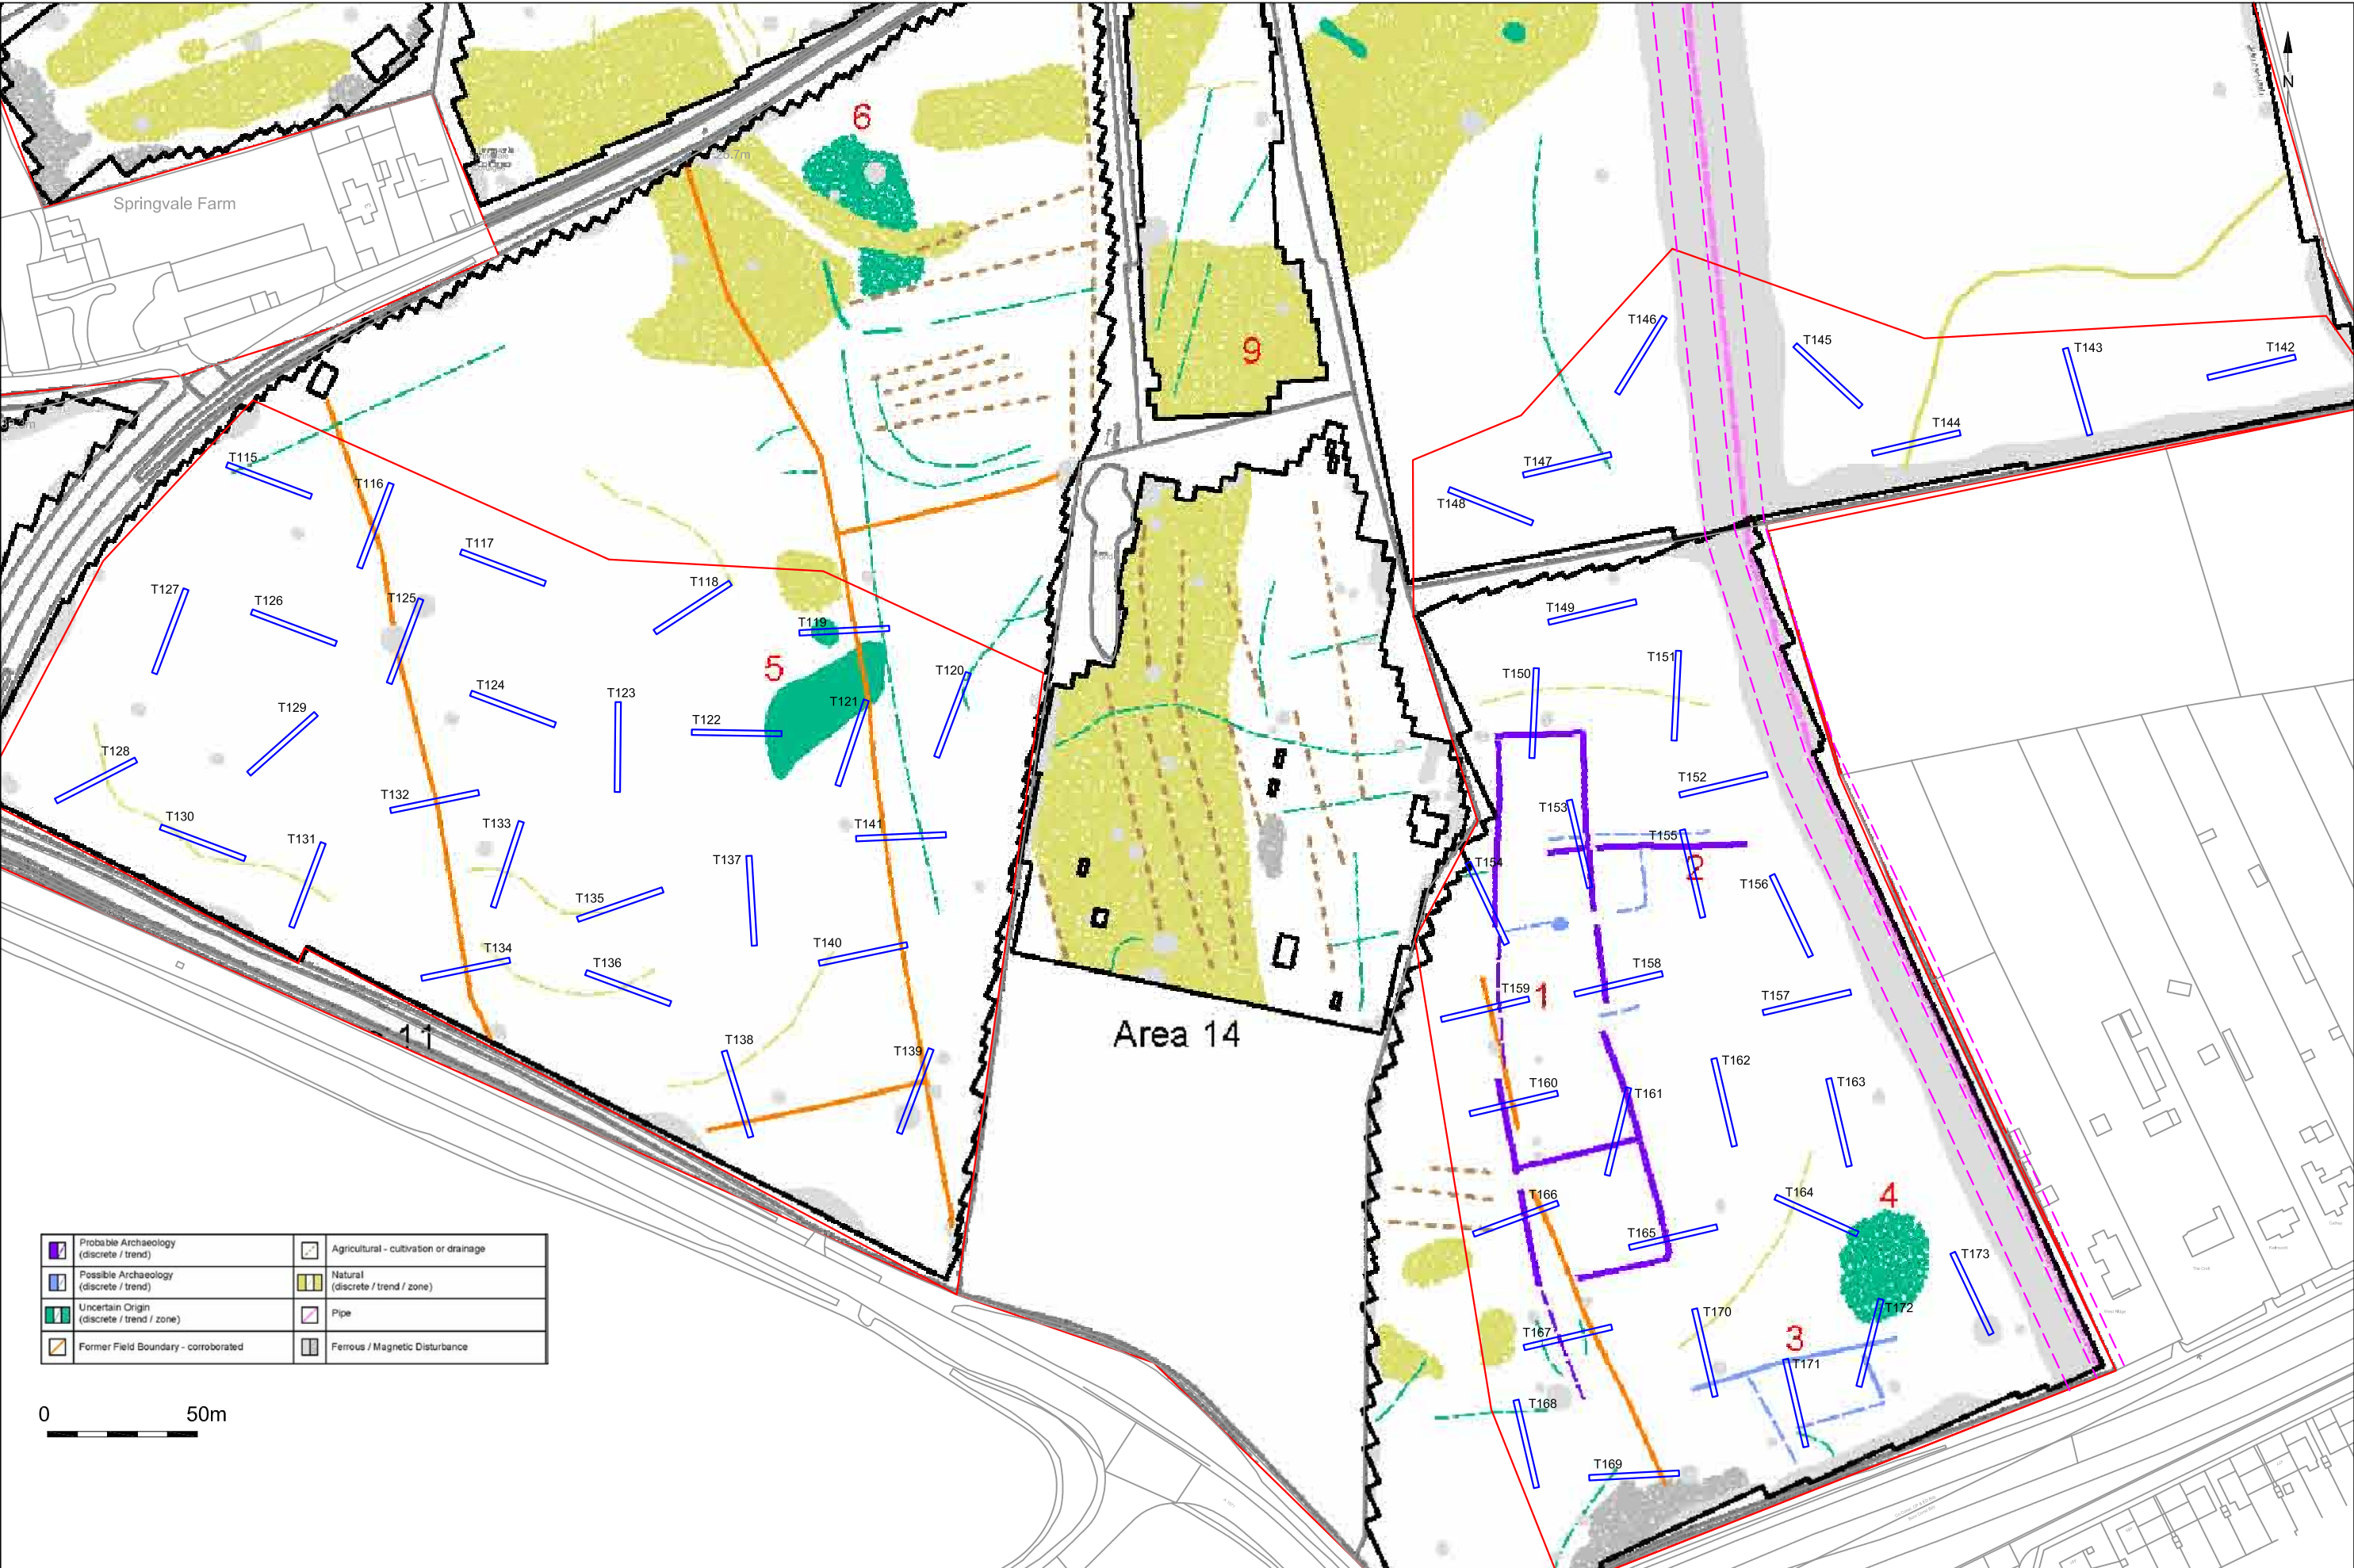 N
6
26.7m
Springvale Farm
9
T146
T145
T143
T142
T144
T147
T148
T115
T116
T117
T118
T127
T126
T125
T119
T149
5
T120
T150
T151
T124
T123
T121
T129
T122
T128
T152
T132
T153
T130
T131
T133
T141
T155
T137
T154
2
T156
T135
T140
T134
T136
T158
T159
1
T157
11
Area 14
T138
T139
T162
T160
T161
T163
T166
T164
4
T165
T173
T170
T172
T167
3
T171
T168
T169
Probable Archaeology
(discrete / trend)
Agricultural - cultivation or drainage
Possible Archaeology
(discrete / trend)
Natural
(discrete / trend / zone)
Uncertain Origin
(discrete / trend / zone)
Pipe
Former Field Boundary - corroborated
Ferrous / Magnetic Disturbance
0 50m